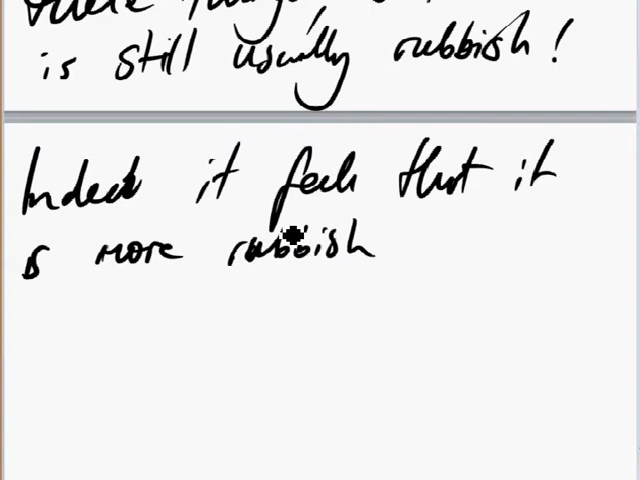 is still usually rubbish!
Indeed it feels that it
is more rubbish